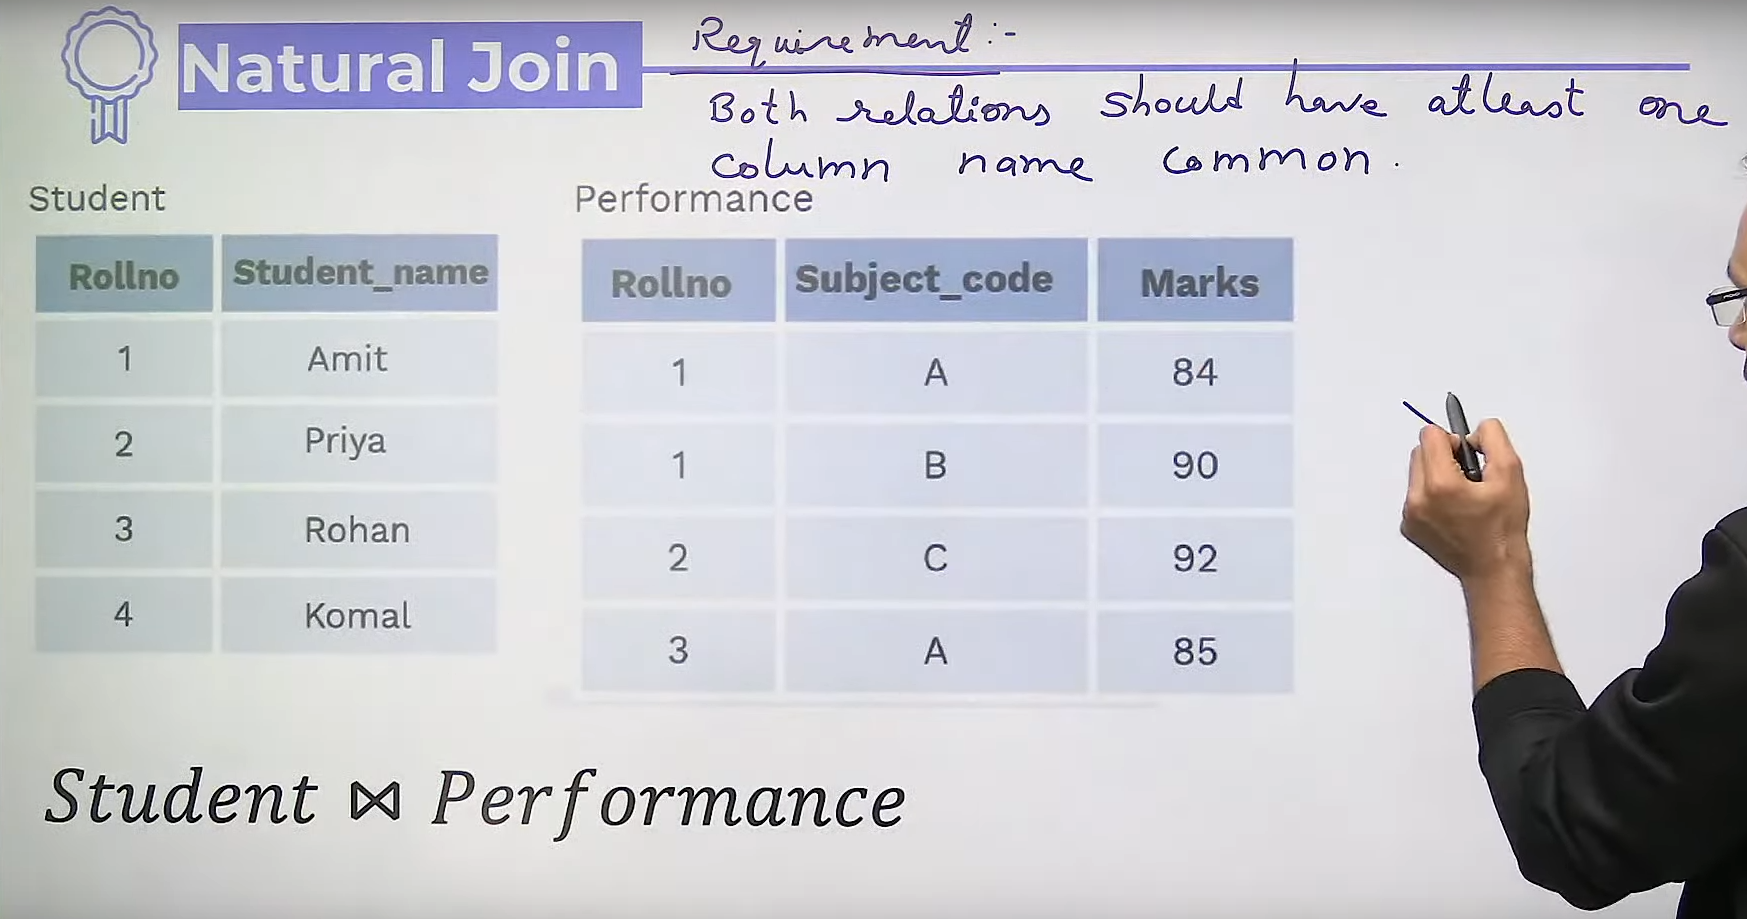 Natural Join
Requirement :-
Both relations should have atleast one
column name common.
Student
Rollno Student_name
1 Amit
2 Priya
3 Rohan
4 Komal
Performance
Rollno Subject_code Marks
1 A 84
1 B 90
2 C 92
3 A 85
Student ⋈ Performance